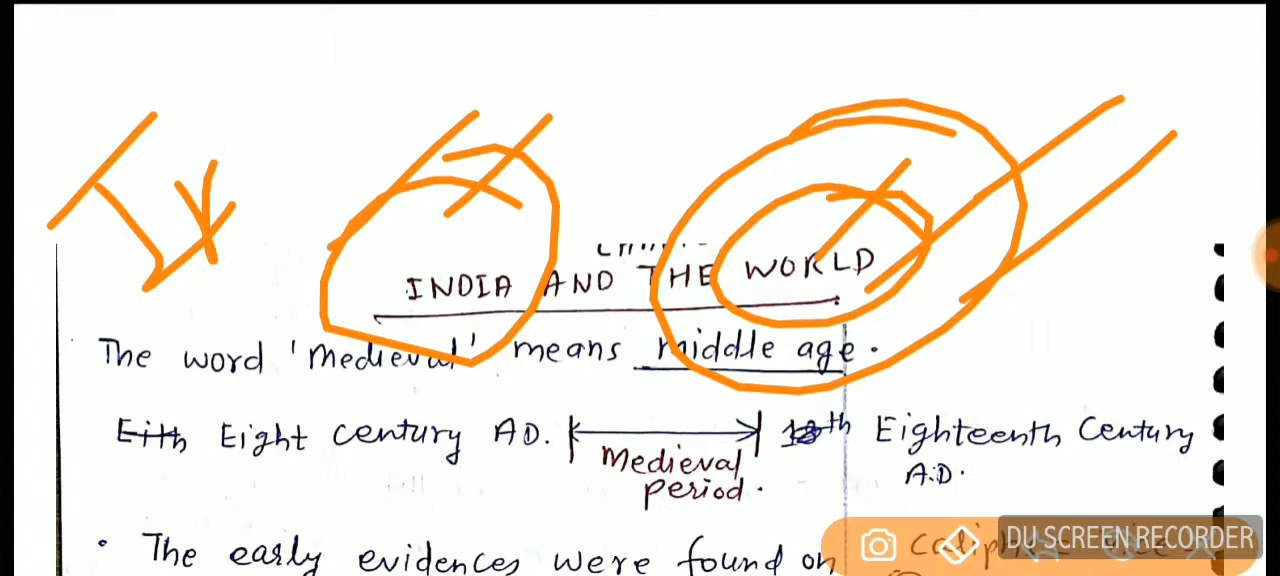 INDIA AND THE WORLD
The word 'medieval' means middle age.
Eith Eight century AD. Medieval period. 18th Eighteenth Century A.D.
• The early evidences were found on
DU SCREEN RECORDER